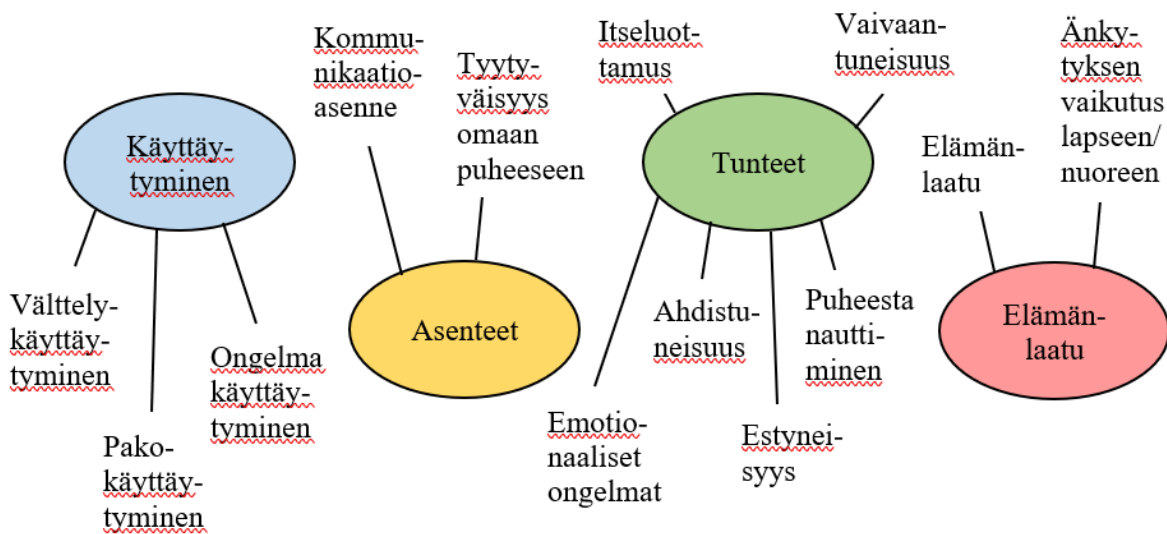 Käyttäy-
tyminen
Välttely-
käyttäy-
tyminen
Pako-
käyttäy-
tyminen
Ongelma
käyttäy-
tyminen
Kommu-
nikaatio-
asenne
Tyyty-
väisyys
omaan
puheeseen
Asenteet
Itseluot-
tamus
Vaivaan-
tuneisuus
Tunteet
Emotio-
naaliset
ongelmat
Ahdistu-
neisuus
Estynei-
syys
Puheesta
nautti-
minen
Elämän-
laatu
Änky-
tyksen
vaikutus
lapseen/
nuoreen
Elämän-
laatu